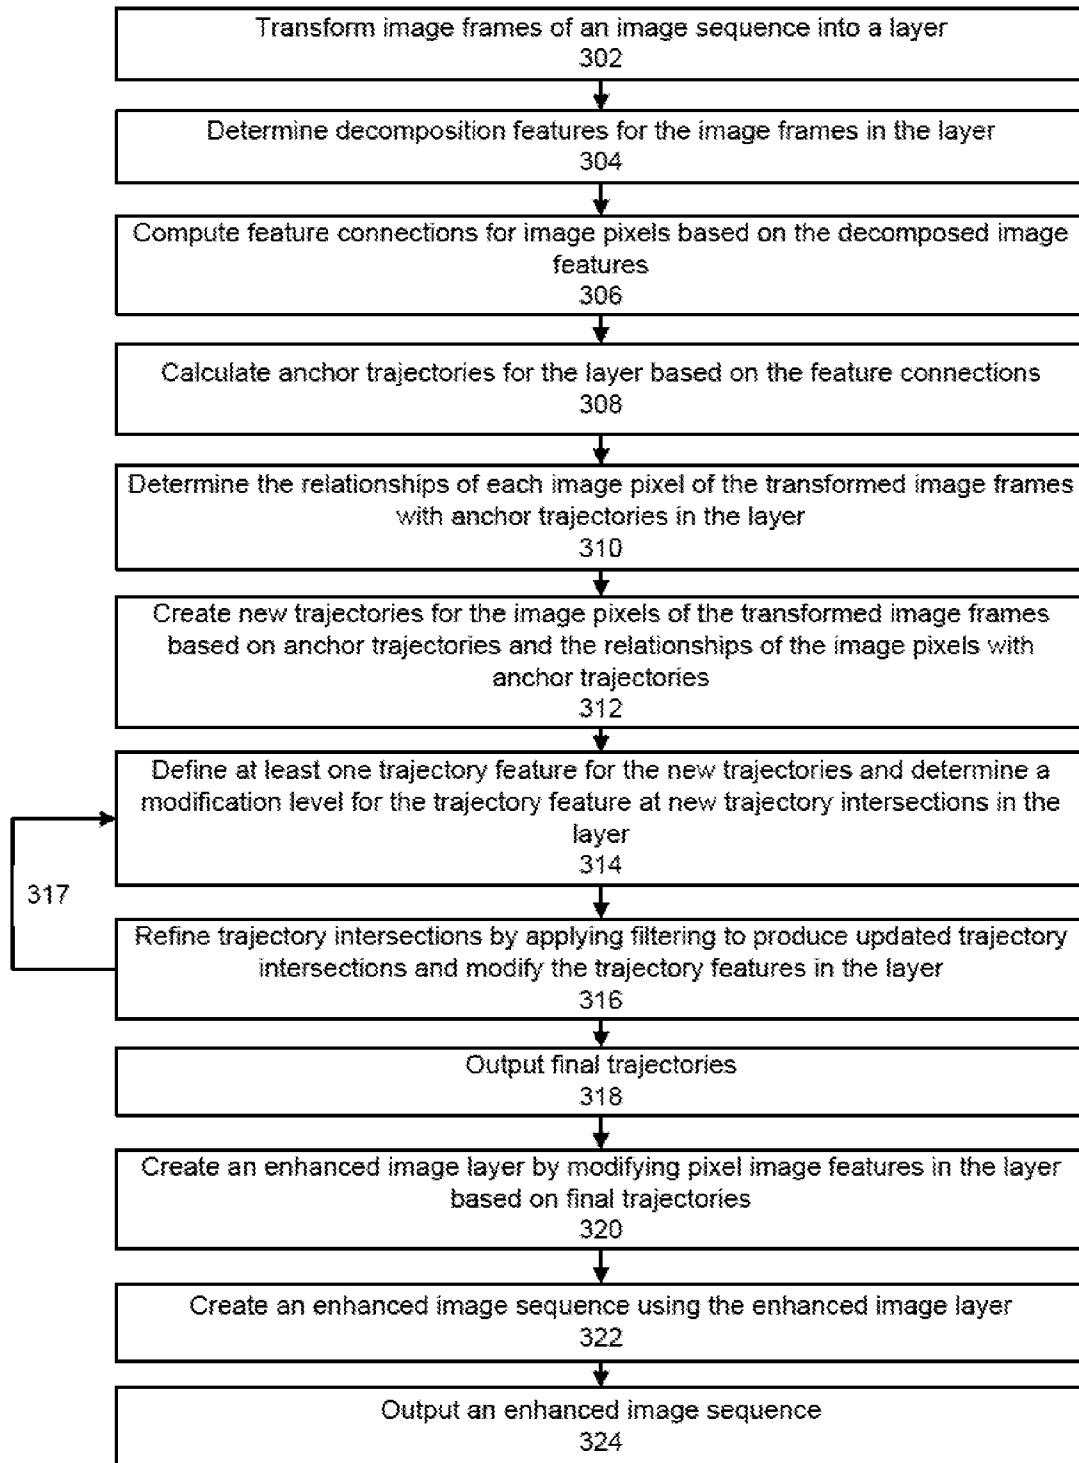 Transform image frames of an image sequence into a layer
302
Determine decomposition features for the image frames in the layer
304
Compute feature connections for image pixels based on the decomposed image
features
306
Calculate anchor trajectories for the layer based on the feature connections
308
Determine the relationships of each image pixel of the transformed image frames
with anchor trajectories in the layer
310
Create new trajectories for the image pixels of the transformed image frames
based on anchor trajectories and the relationships of the image pixels with
anchor trajectories
312
Define at least one trajectory feature for the new trajectories and determine a
modification level for the trajectory feature at new trajectory intersections in the
layer
314
317
Refine trajectory intersections by applying filtering to produce updated trajectory
intersections and modify the trajectory features in the layer
316
Output final trajectories
318
Create an enhanced image layer by modifying pixel image features in the layer
based on final trajectories
320
Create an enhanced image sequence using the enhanced image layer
322
Output an enhanced image sequence
324